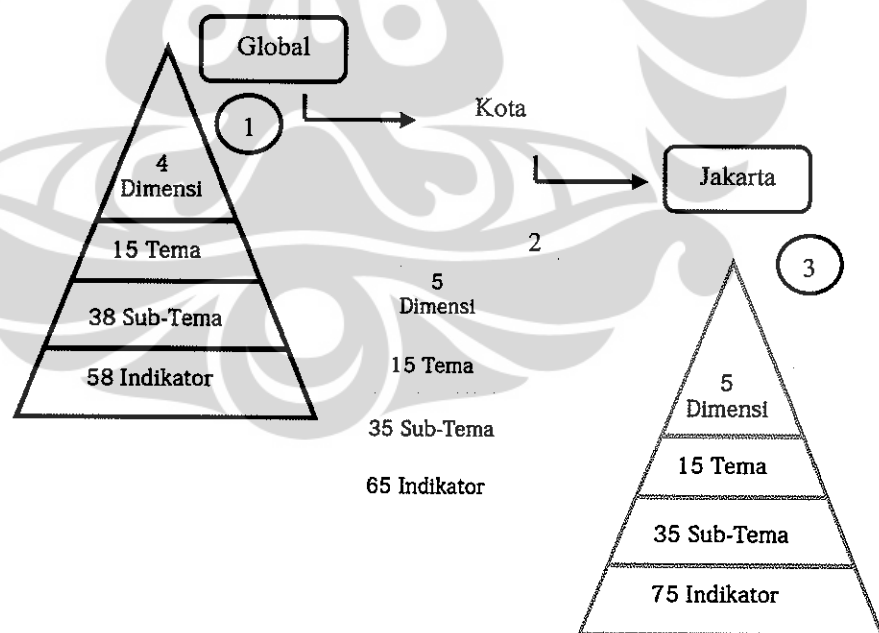 Global
1
4
Dimensi
15 Tema
38 Sub-Tema
58 Indikator
Kota
2
5
Dimensi
15 Tema
35 Sub-Tema
65 Indikator
Jakarta
3
5
Dimensi
15 Tema
35 Sub-Tema
75 Indikator